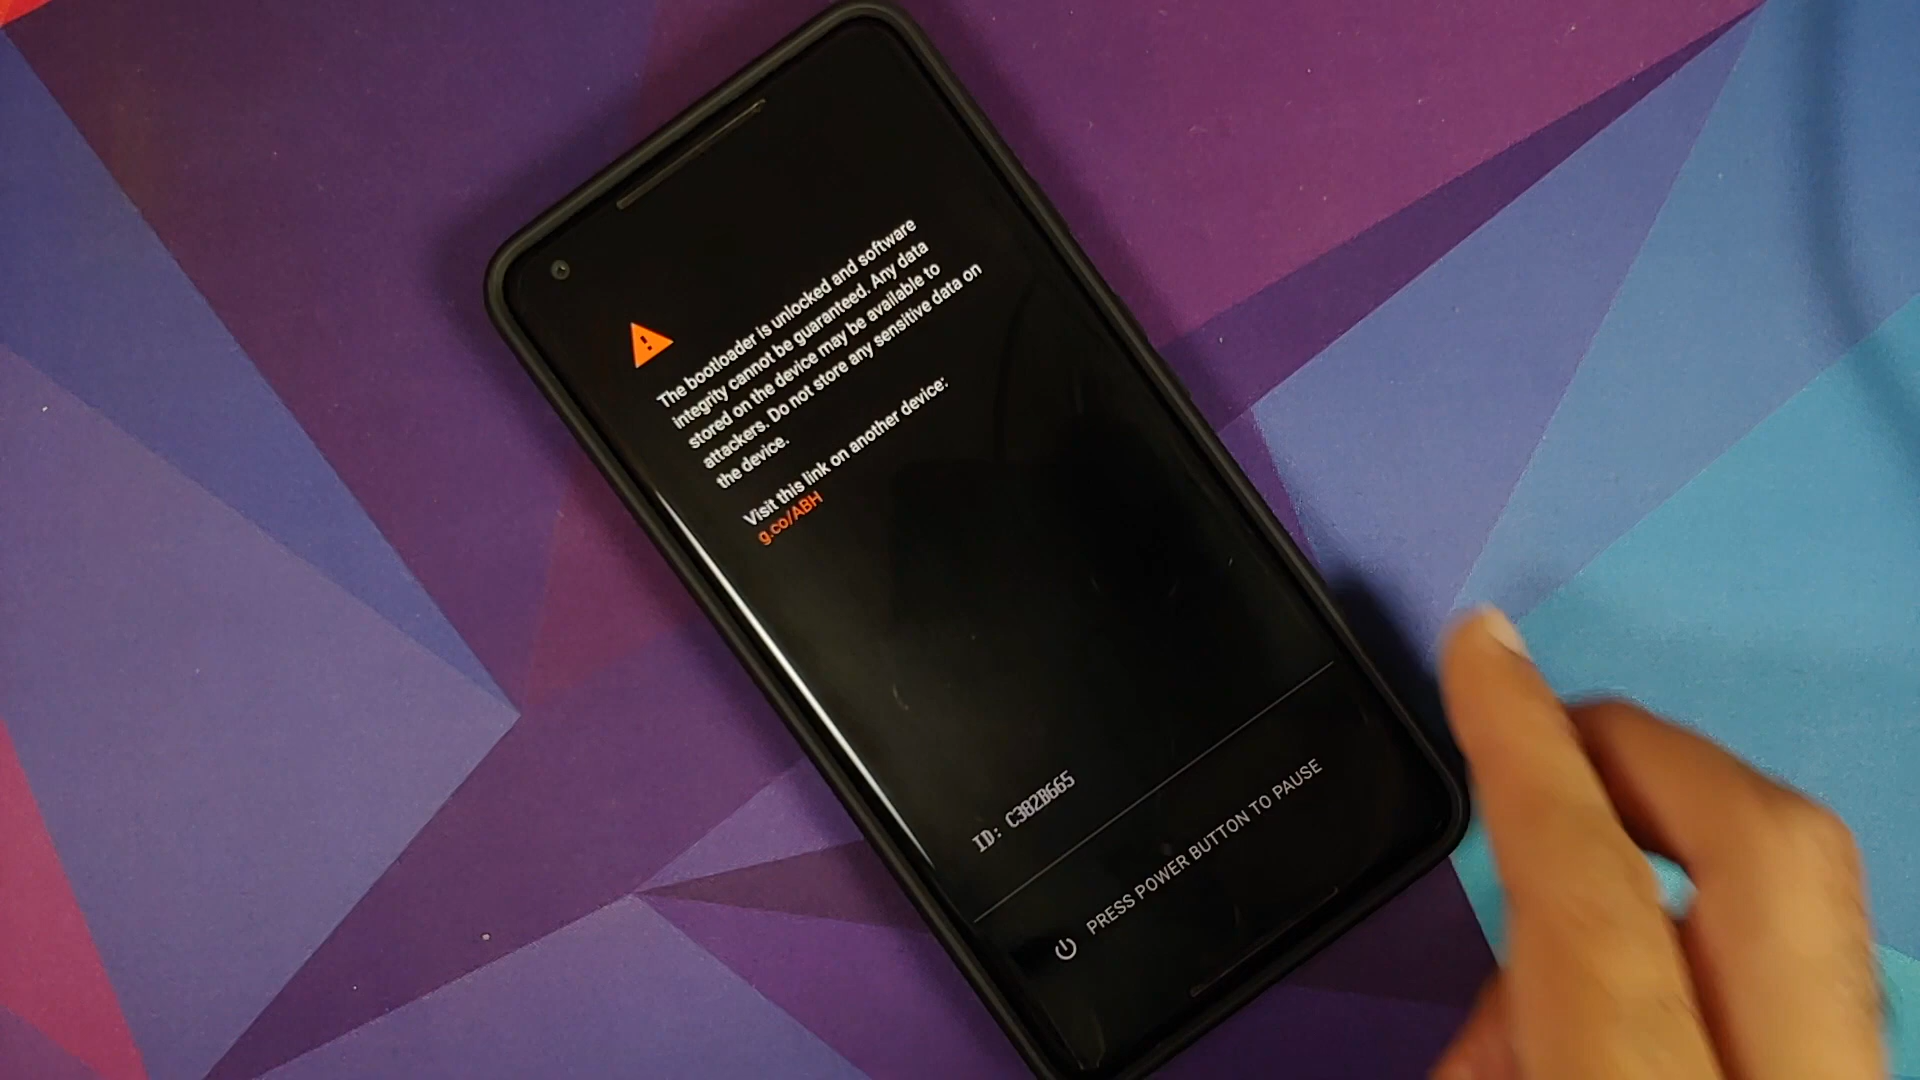 The bootloader is unlocked and software
integrity cannot be guaranteed. Any data
stored on the device may be available to
attackers. Do not store any sensitive data on
the device.
Visit this link on another device:
g.co/ABH
ID: C382B665
PRESS POWER BUTTON TO PAUSE